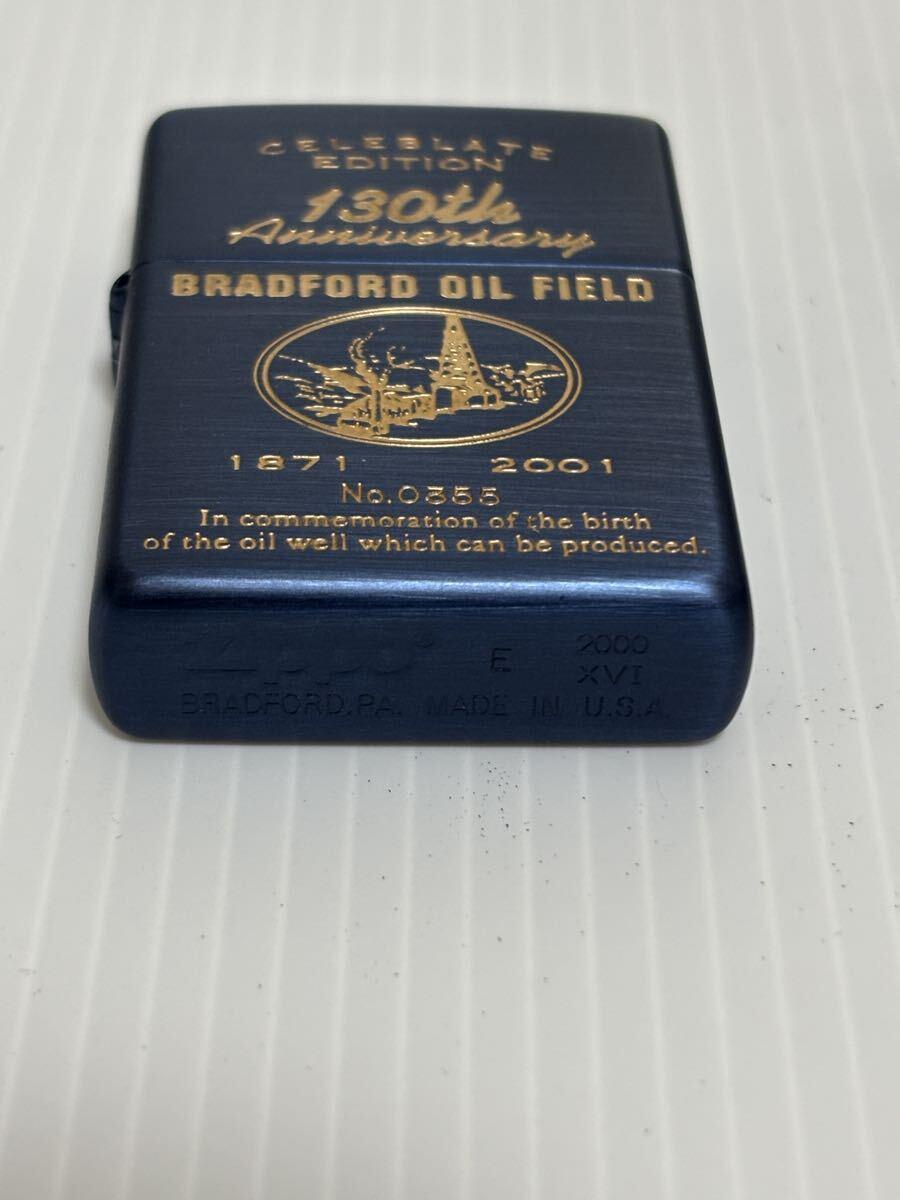 CELEBLATE
EDITION
130th
Anniversary
BRADFORD OIL FIELD
1871 2001
No.0355
In commemoration of the birth
of the oil well which can be produced.
Zippo® E 2000
XVI
BRADFORD, PA. MADE IN U.S.A.